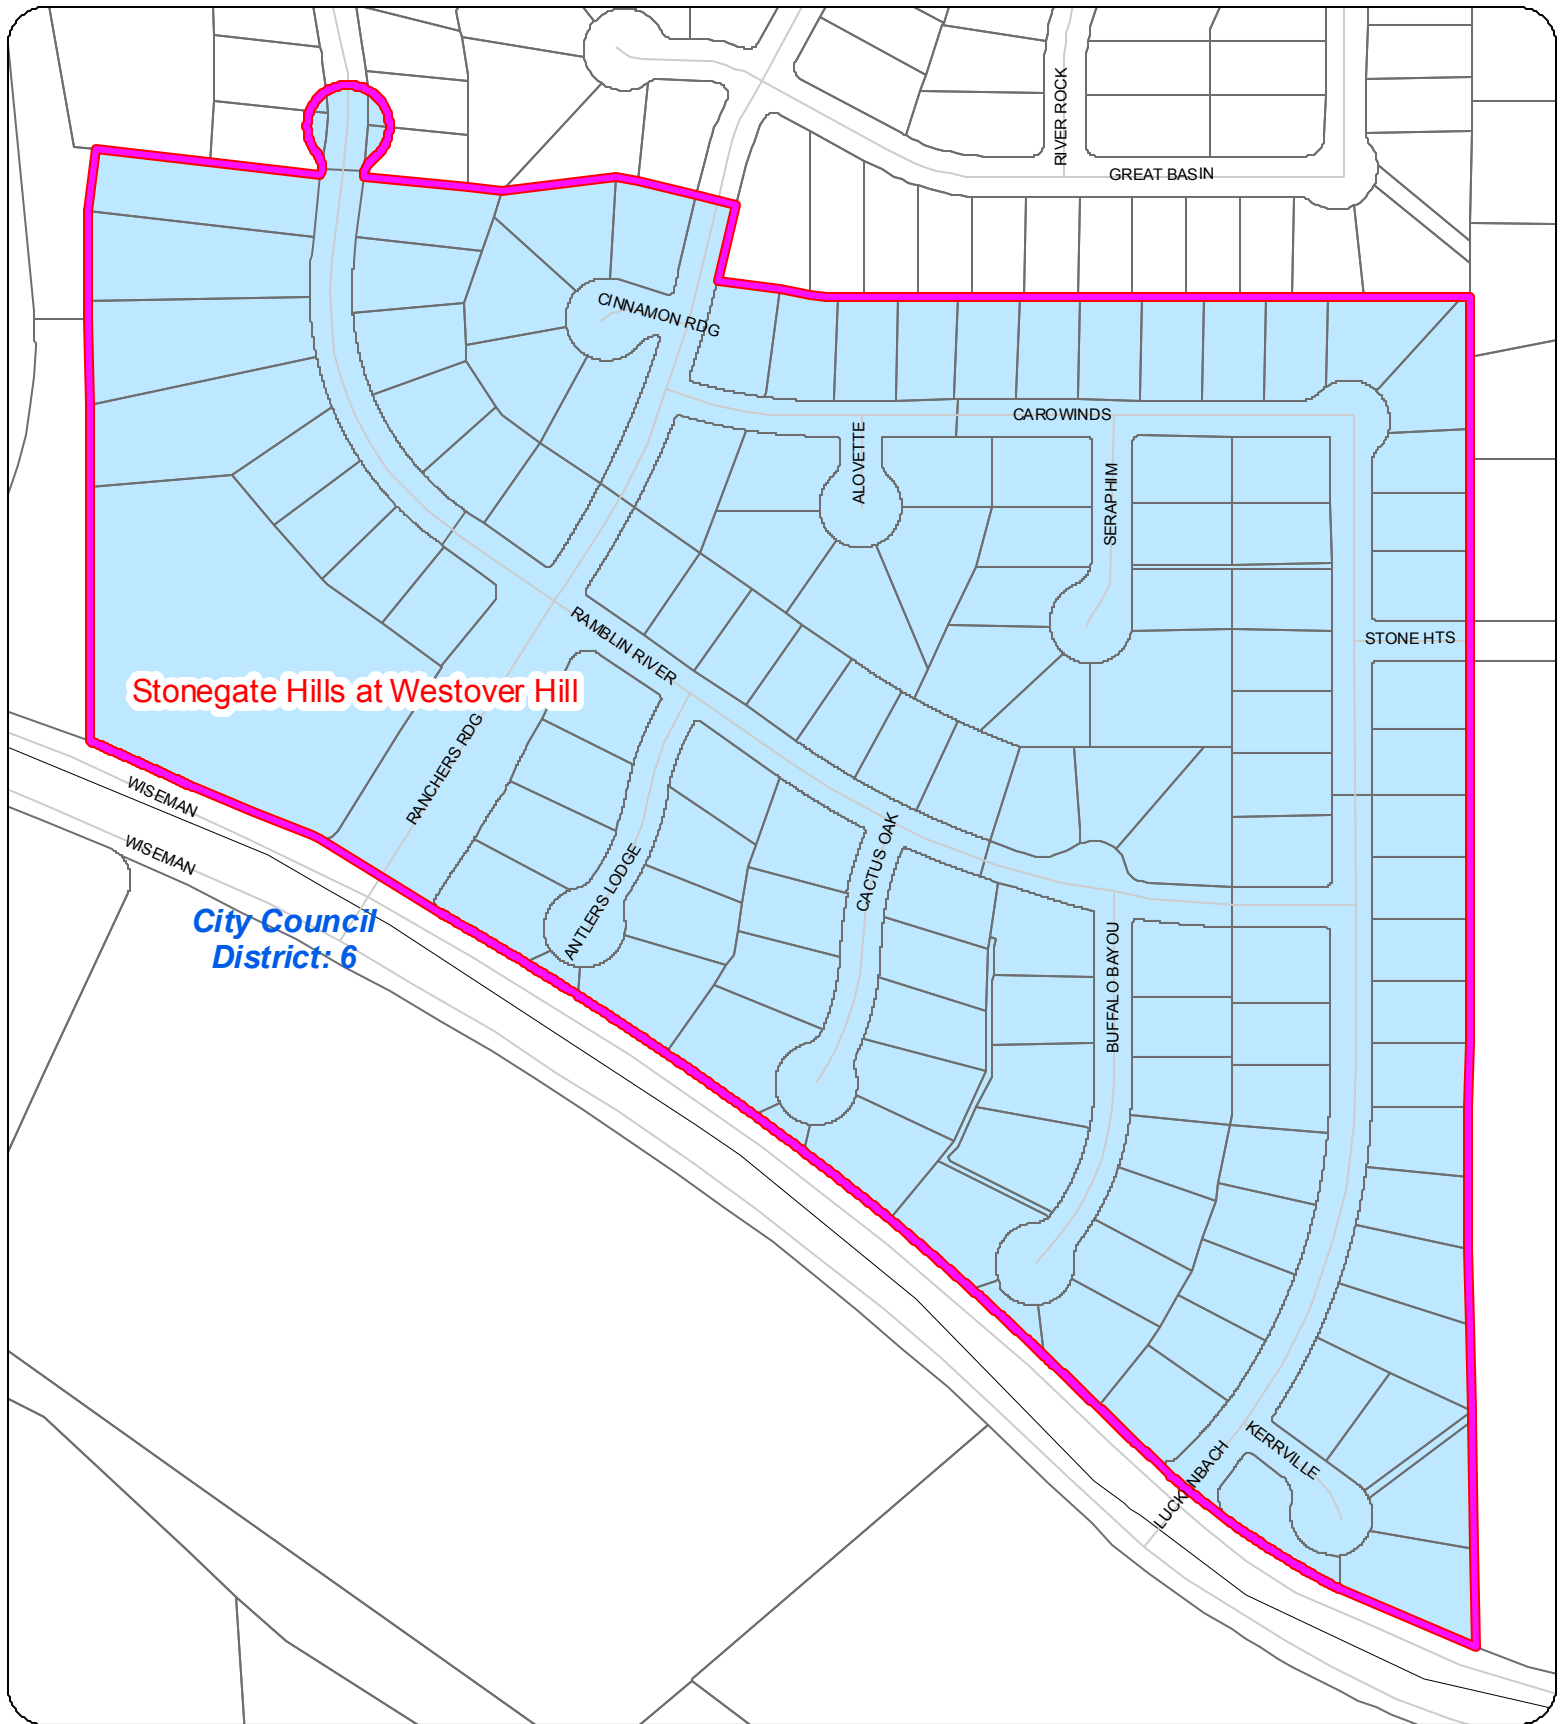 RIVER ROCK
GREAT BASIN
CINNAMON RDG
CAROWINDS
ALOVETTE
SERAPHIM
STONE HTS
RAMBLIN RIVER
Stonegate Hills at Westover Hill
RANCHERS RDG
WISEMAN
WISEMAN
CACTUS OAK
ANTLERS LODGE
City Council
District: 6
BUFFALO BAYOU
KERRVILLE
LUCKENBACH